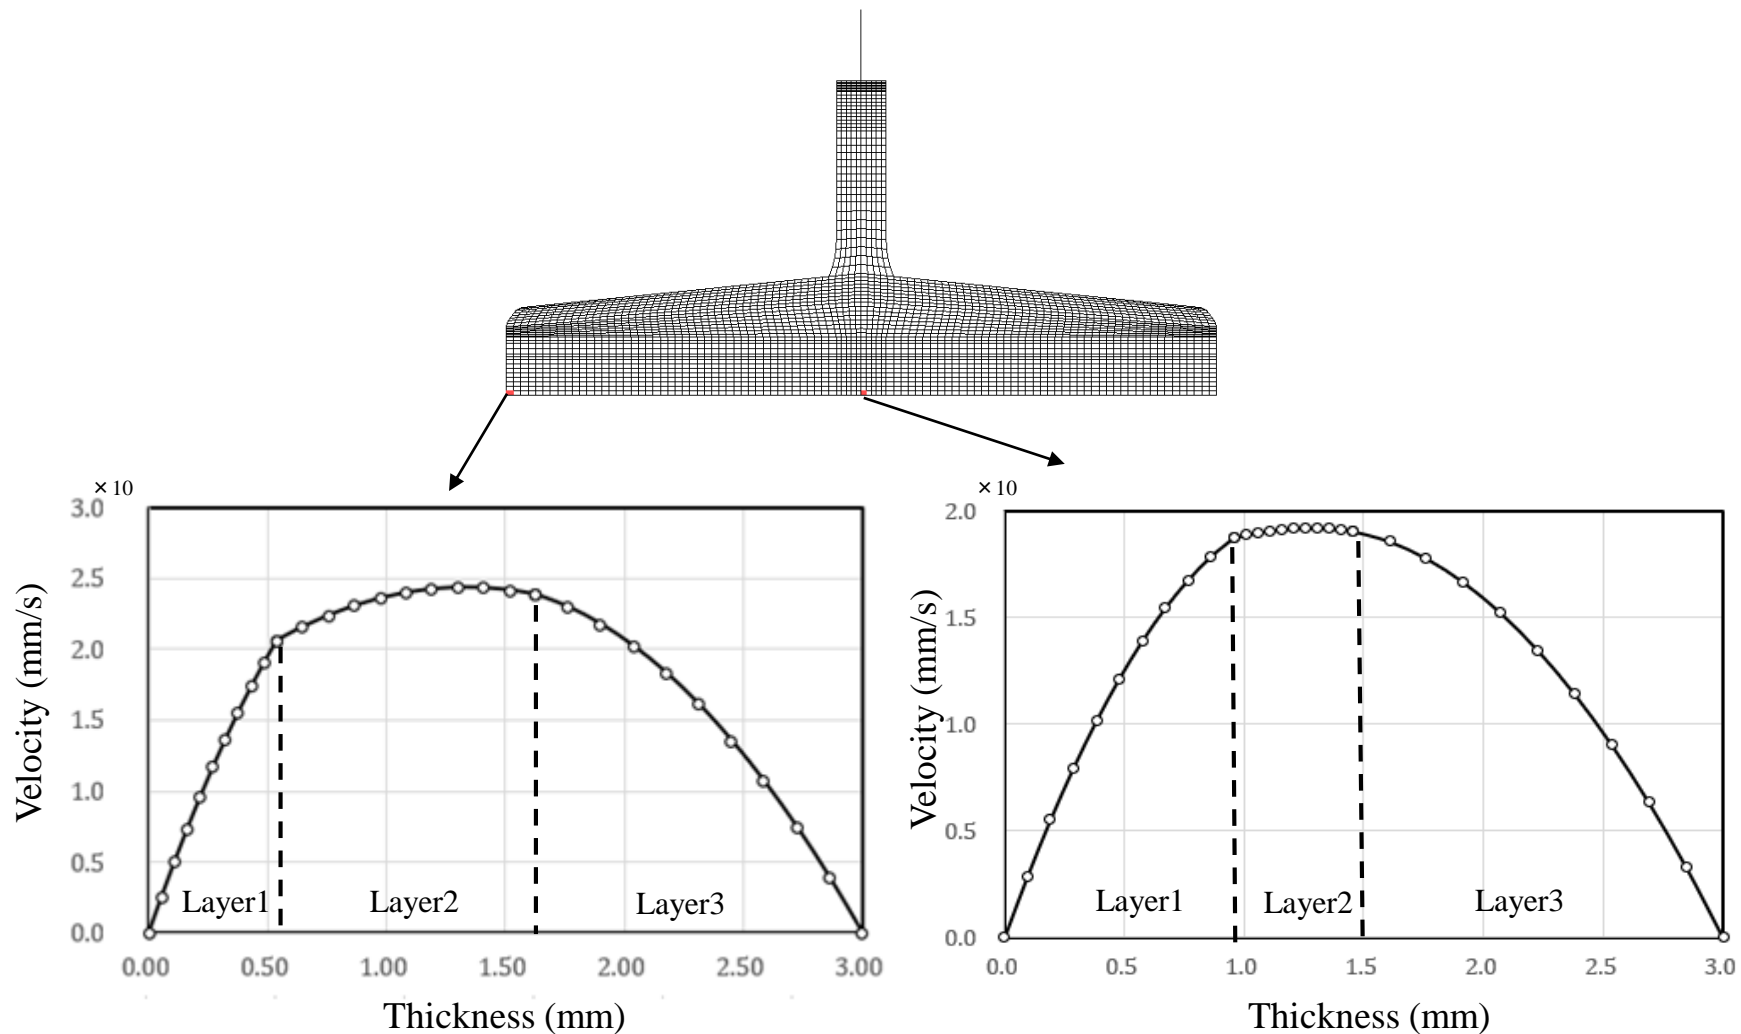 ×10
3.0
2.5
2.0
1.5
1.0
0.5
0.0
Velocity (mm/s)
Layer1
Layer2
Layer3
0.00 0.50 1.00 1.50 2.00 2.50 3.00
Thickness (mm)
×10
2.0
1.5
1.0
0.5
0.0
Velocity (mm/s)
Layer1
Layer2
Layer3
0.0 0.5 1.0 1.5 2.0 2.5 3.0
Thickness (mm)